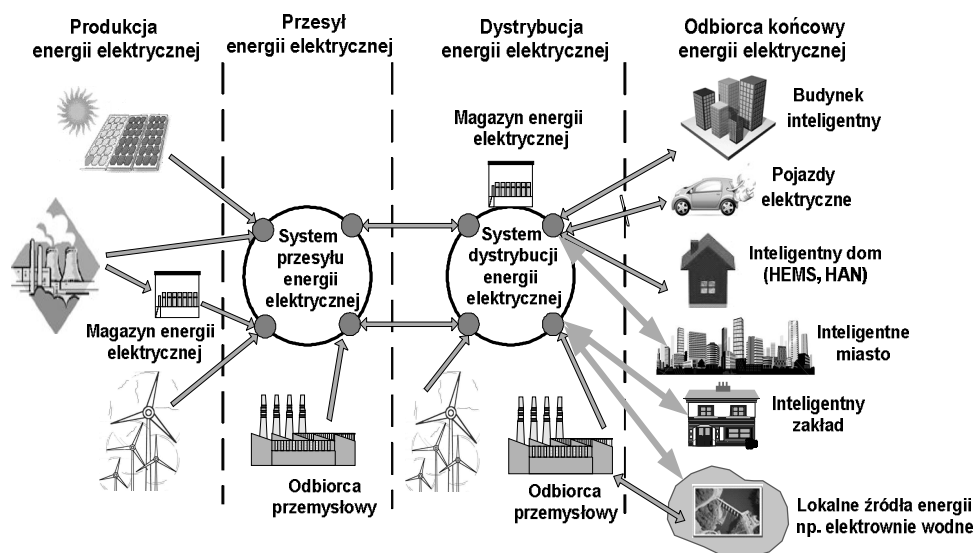 Produkcja
energii elektrycznej
Przesył
energii elektrycznej
Dystrybucja
energii elektrycznej
Odbiorca końcowy
energii elektrycznej
Magazyn energii
elektrycznej
Budynek
inteligentny
Pojazdy
elektryczne
System
przesyłu
energii
elektrycznej
System
dystrybucji
energii
elektrycznej
Inteligentny dom
(HEMS, HAN)
Magazyn energii
elektrycznej
Inteligentne
miasto
Inteligentny
zakład
Odbiorca
przemysłowy
Odbiorca
przemysłowy
Lokalne źródła energii
np. elektrownie wodne